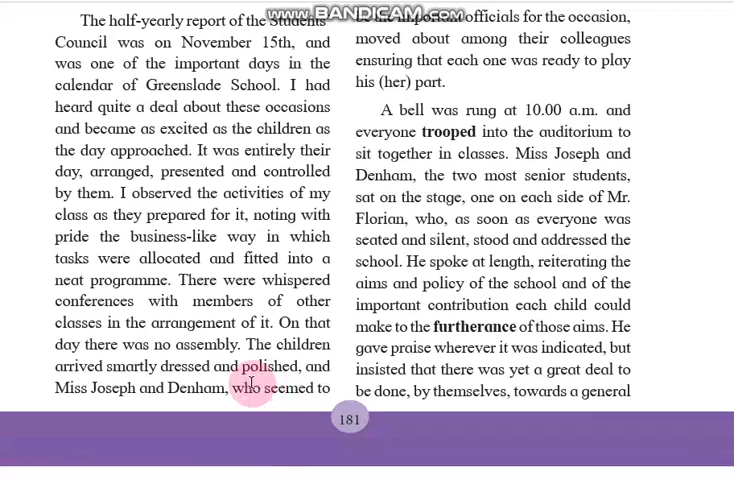 www.BANDICAM.com
The half-yearly report of the Students'
Council was on November 15th, and
was one of the important days in the
calendar of Greenslade School. I had
heard quite a deal about these occasions
and became as excited as the children as
the day approached. It was entirely their
day, arranged, presented and controlled
by them. I observed the activities of my
class as they prepared for it, noting with
pride the business-like way in which
tasks were allocated and fitted into a
neat programme. There were whispered
conferences with members of other
classes in the arrangement of it. On that
day there was no assembly. The children
arrived smartly dressed and polished, and
Miss Joseph and Denham, who seemed to
be the important officials for the occasion,
moved about among their colleagues
ensuring that each one was ready to play
his (her) part.
A bell was rung at 10.00 a.m. and
everyone trooped into the auditorium to
sit together in classes. Miss Joseph and
Denham, the two most senior students,
sat on the stage, one on each side of Mr.
Florian, who, as soon as everyone was
seated and silent, stood and addressed the
school. He spoke at length, reiterating the
aims and policy of the school and of the
important contribution each child could
make to the furtherance of those aims. He
gave praise wherever it was indicated, but
insisted that there was yet a great deal to
be done, by themselves, towards a general
181